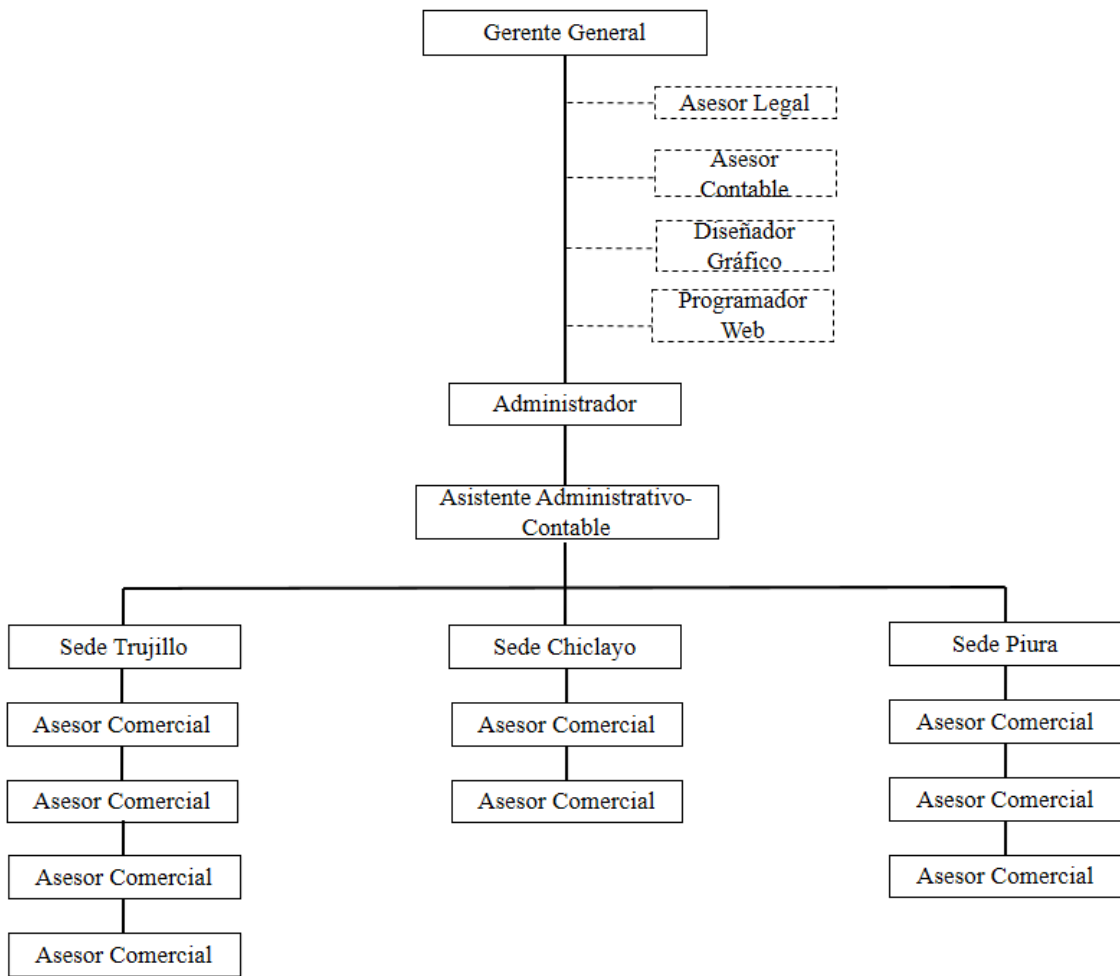 Gerente General
Asesor Legal
Asesor
Contable
Diseñador
Gráfico
Programador
Web
Administrador
Asistente Administrativo-
Contable
Sede Trujillo
Asesor Comercial
Asesor Comercial
Asesor Comercial
Asesor Comercial
Sede Chiclayo
Asesor Comercial
Asesor Comercial
Sede Piura
Asesor Comercial
Asesor Comercial
Asesor Comercial